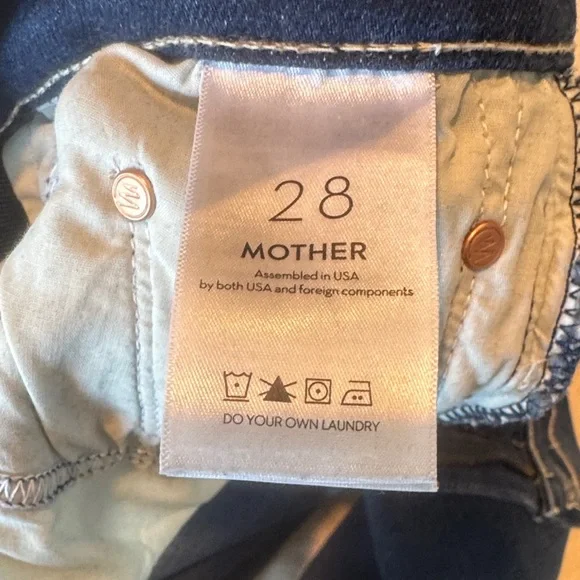 28
MOTHER
Assembled in USA
by both USA and foreign components
DO YOUR OWN LAUNDRY